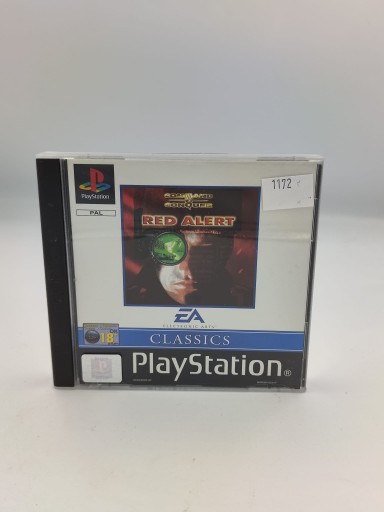 PlayStation
PAL
1172
COMMAND
CONQUER
RED ALERT
EA
ELECTRONIC ARTS
CLASSICS
18
PlayStation®